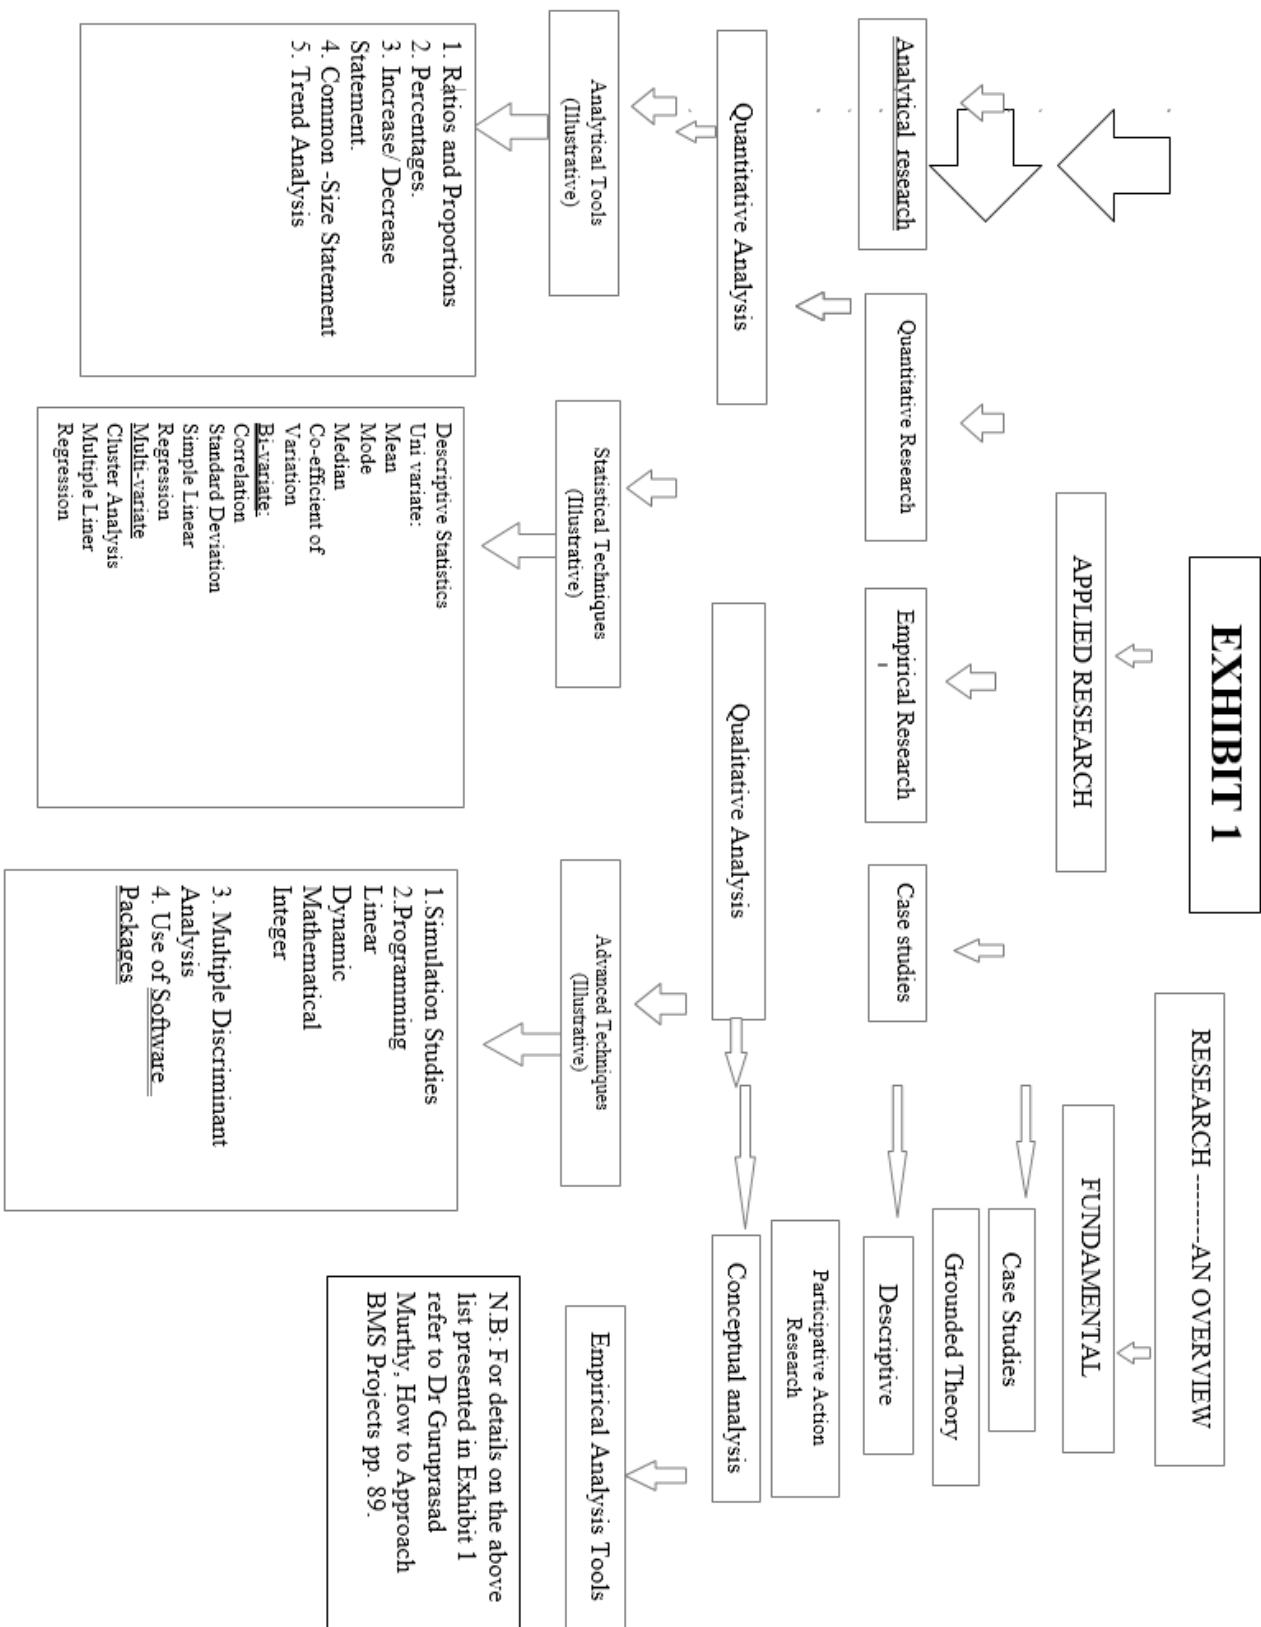 EXHIBIT 1
RESEARCH ---------AN OVERVIEW
APPLIED RESEARCH
FUNDAMENTAL
Analytical research
Quantitative Research
Empirical Research
Case studies
Case Studies
Grounded Theory
Descriptive
Participative Action
Research
Quantitative Analysis
Qualitative Analysis
Conceptual analysis
Analytical Tools
(Illustrative)
Statistical Techniques
(Illustrative)
Advanced Techniques
(Illustrative)
Empirical Analysis Tools
1. Ratios and Proportions
2. Percentages.
3. Increase/ Decrease
Statement.
4. Common -Size Statement
5. Trend Analysis
Descriptive Statistics
Uni variate:
Mean
Mode
Median
Co-efficient of
Variation
Bi-variate:
Correlation
Standard Deviation
Simple Linear
Regression
Multi-variate
Cluster Analysis
Multiple Liner
Regression
1.Simulation Studies
2.Programming
Linear
Dynamic
Mathematical
Integer
3. Multiple Discriminant
Analysis
4. Use of Software
Packages
N.B: For details on the above
list presented in Exhibit 1
refer to Dr Guruprasad
Murthy, How to Approach
BMS Projects pp. 89.